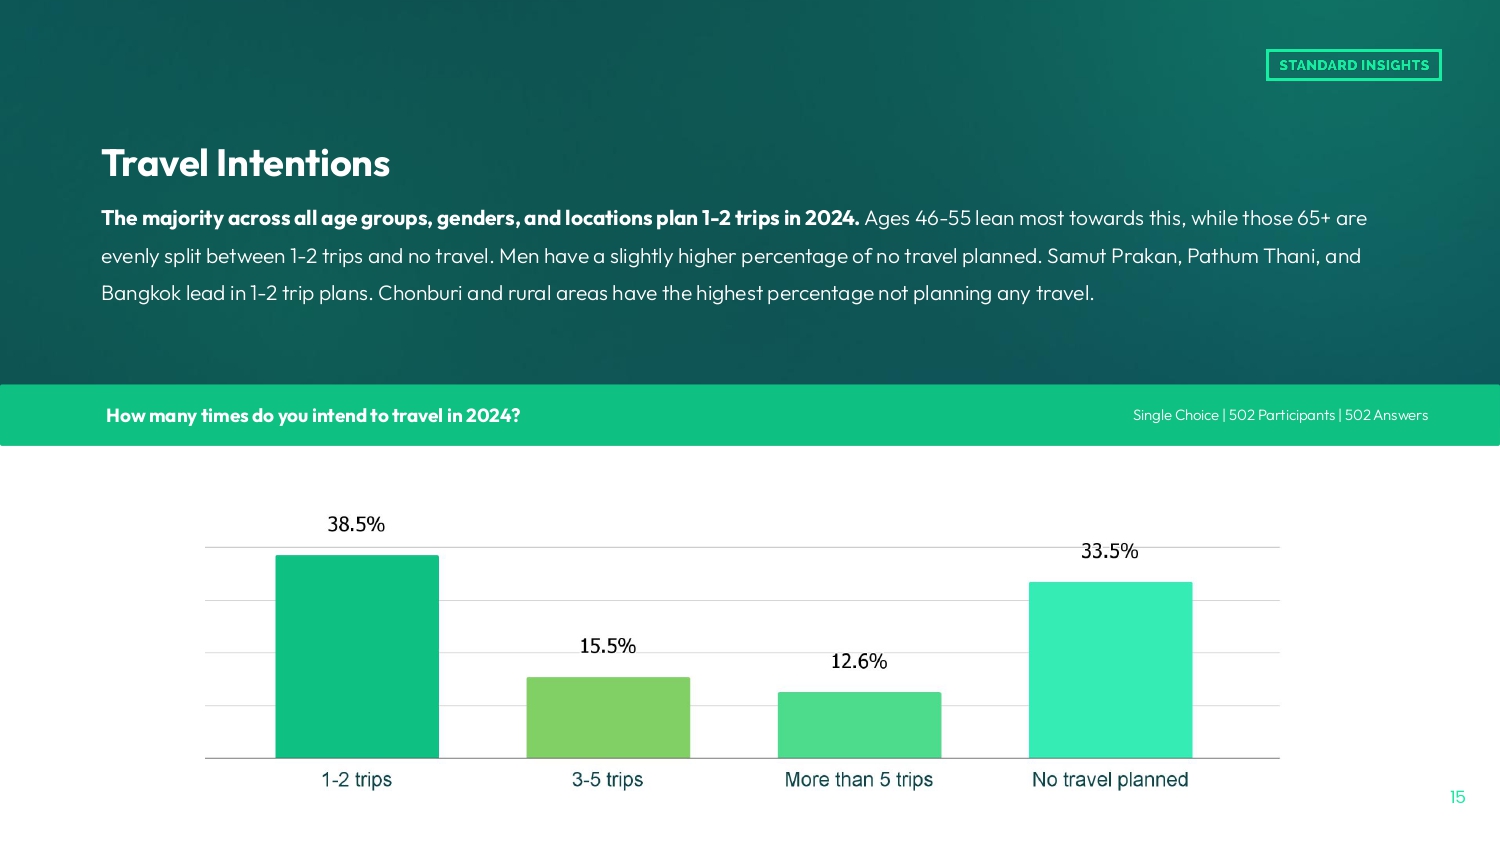 STANDARD INSIGHTS
Travel Intentions
The majority across all age groups, genders, and locations plan 1-2 trips in 2024. Ages 46-55 lean most towards this, while those 65+ are
evenly split between 1-2 trips and no travel. Men have a slightly higher percentage of no travel planned. Samut Prakan, Pathum Thani, and
Bangkok lead in 1-2 trip plans. Chonburi and rural areas have the highest percentage not planning any travel.
How many times do you intend to travel in 2024?
Single Choice | 502 Participants | 502 Answers
38.5%
15.5%
12.6%
33.5%
1-2 trips
3-5 trips
More than 5 trips
No travel planned
15